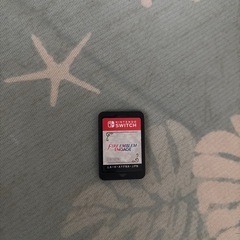 NINTENDO
SWITCH
FIRE EMBLEM
ENGAGE